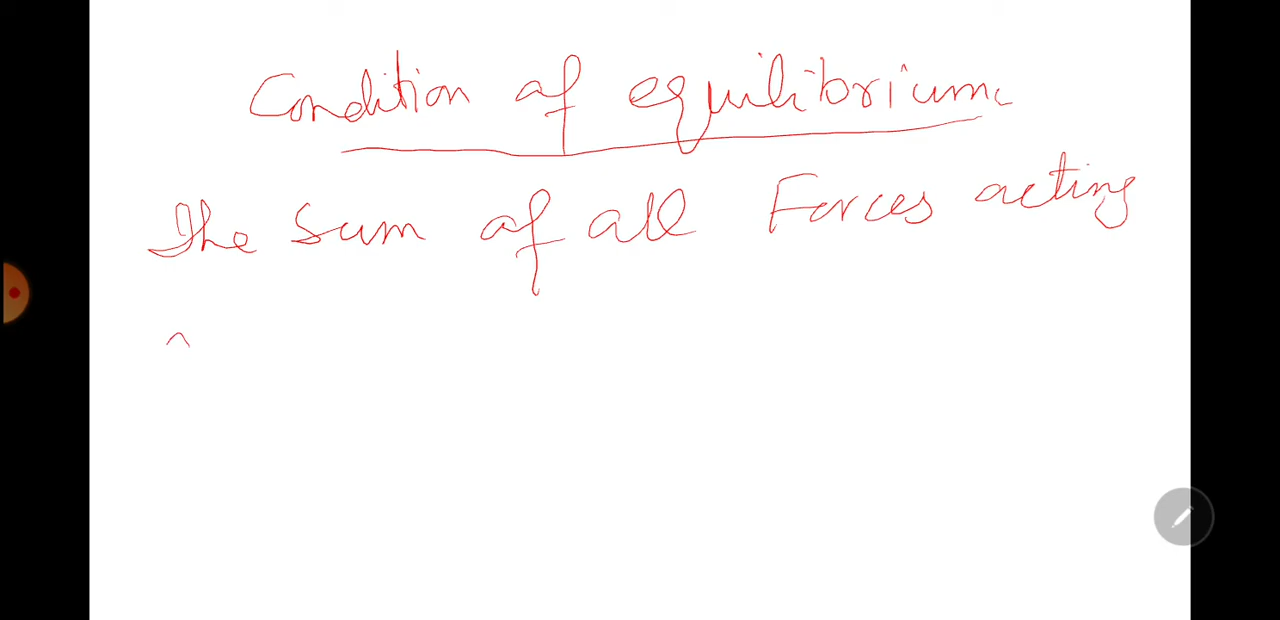 Condition of equilibrium
The Sum of all Forces acting